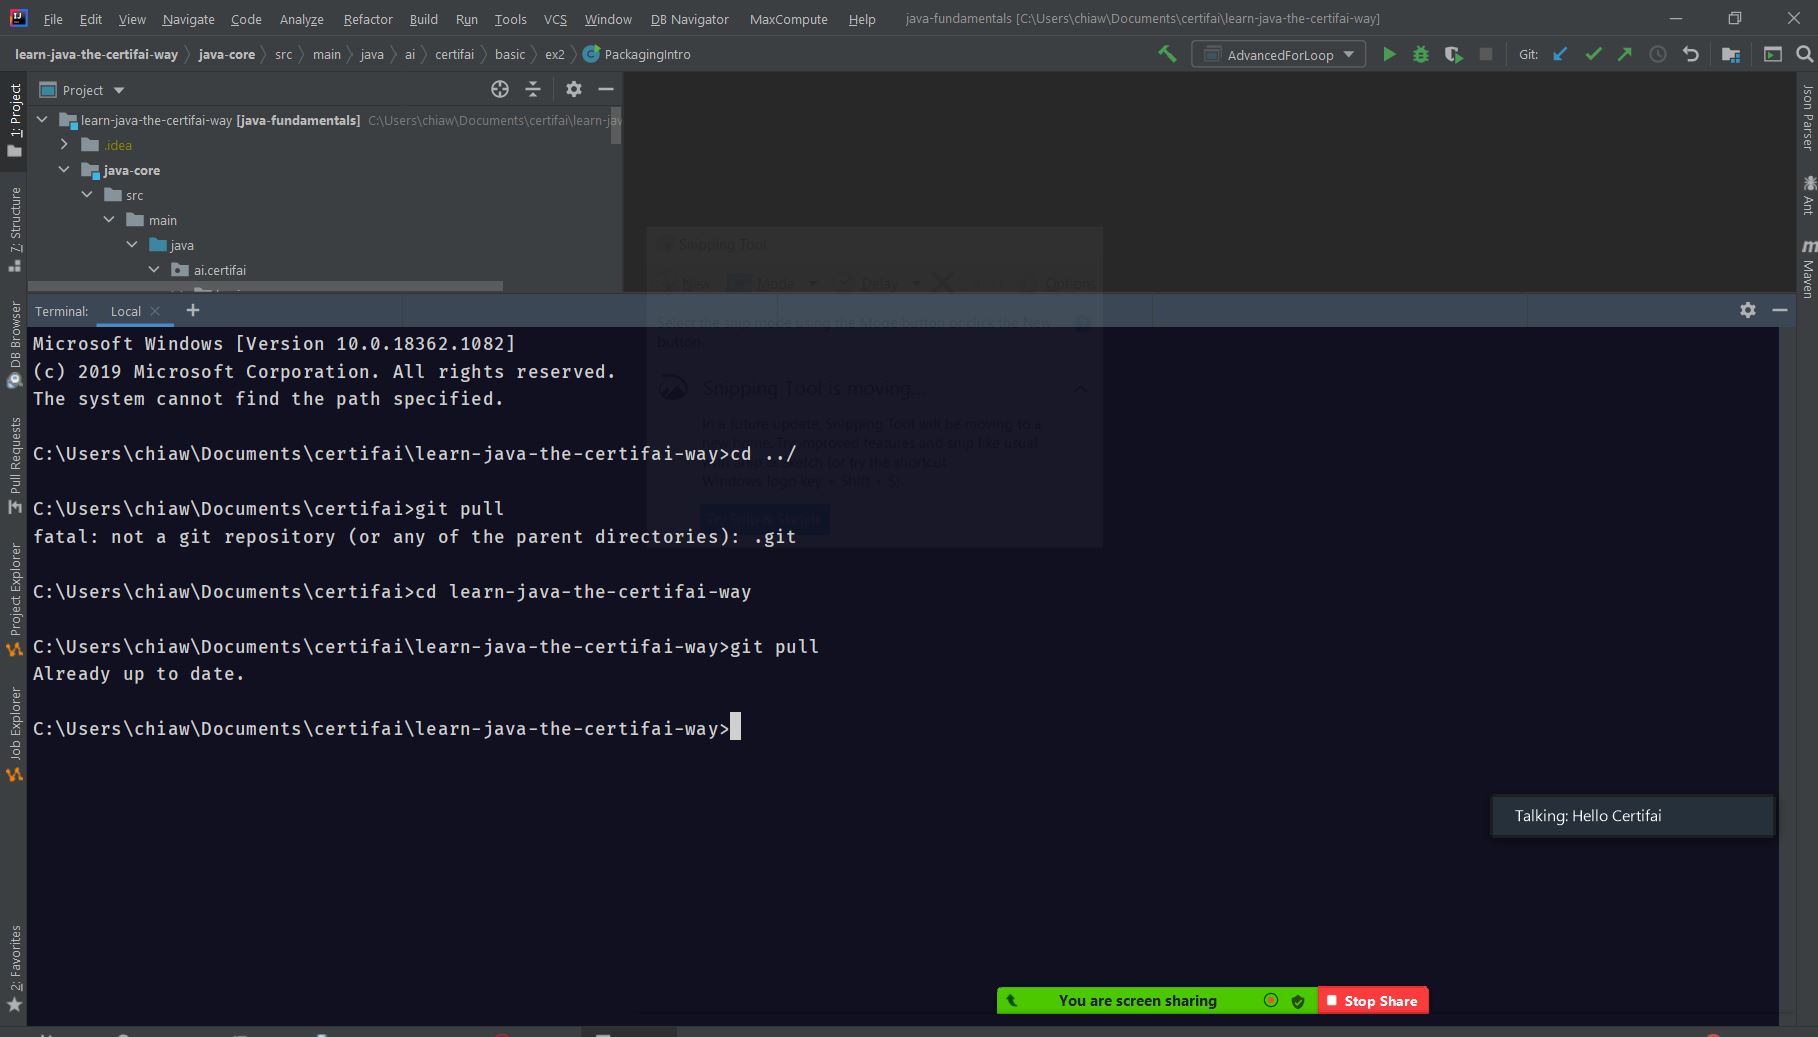 File Edit View Navigate Code Analyze Refactor Build Run Tools VCS Window DB Navigator MaxCompute Help java-fundamentals [C:\Users\chiaw\Documents\certifai\learn-java-the-certifai-way]
learn-java-the-certifai-way java-core src main java ai certifai basic ex2 PackagingIntro AdvancedForLoop Git:
Project
learn-java-the-certifai-way [java-fundamentals] C:\Users\chiaw\Documents\certifai\learn-jav
.idea
java-core
src
main
java
ai.certifai
1: Project
7: Structure
DB Browser
Pull Requests
Project Explorer
Job Explorer
2: Favorites
Json Parser
Ant
Maven
Snipping Tool
New Mode Delay Options
Select the snip mode using the Mode button or click the New
button.
Snipping Tool is moving...
In a future update, Snipping Tool will be moving to a
new home. Try improved features and snip like usual
with Snip & Sketch (or try the shortcut
Windows logo key + Shift + S).
Terminal: Local
Microsoft Windows [Version 10.0.18362.1082]
(c) 2019 Microsoft Corporation. All rights reserved.
The system cannot find the path specified.
C:\Users\chiaw\Documents\certifai\learn-java-the-certifai-way>cd ../
C:\Users\chiaw\Documents\certifai>git pull
fatal: not a git repository (or any of the parent directories): .git
C:\Users\chiaw\Documents\certifai>cd learn-java-the-certifai-way
C:\Users\chiaw\Documents\certifai\learn-java-the-certifai-way>git pull
Already up to date.
C:\Users\chiaw\Documents\certifai\learn-java-the-certifai-way>
Talking: Hello Certifai
You are screen sharing Stop Share